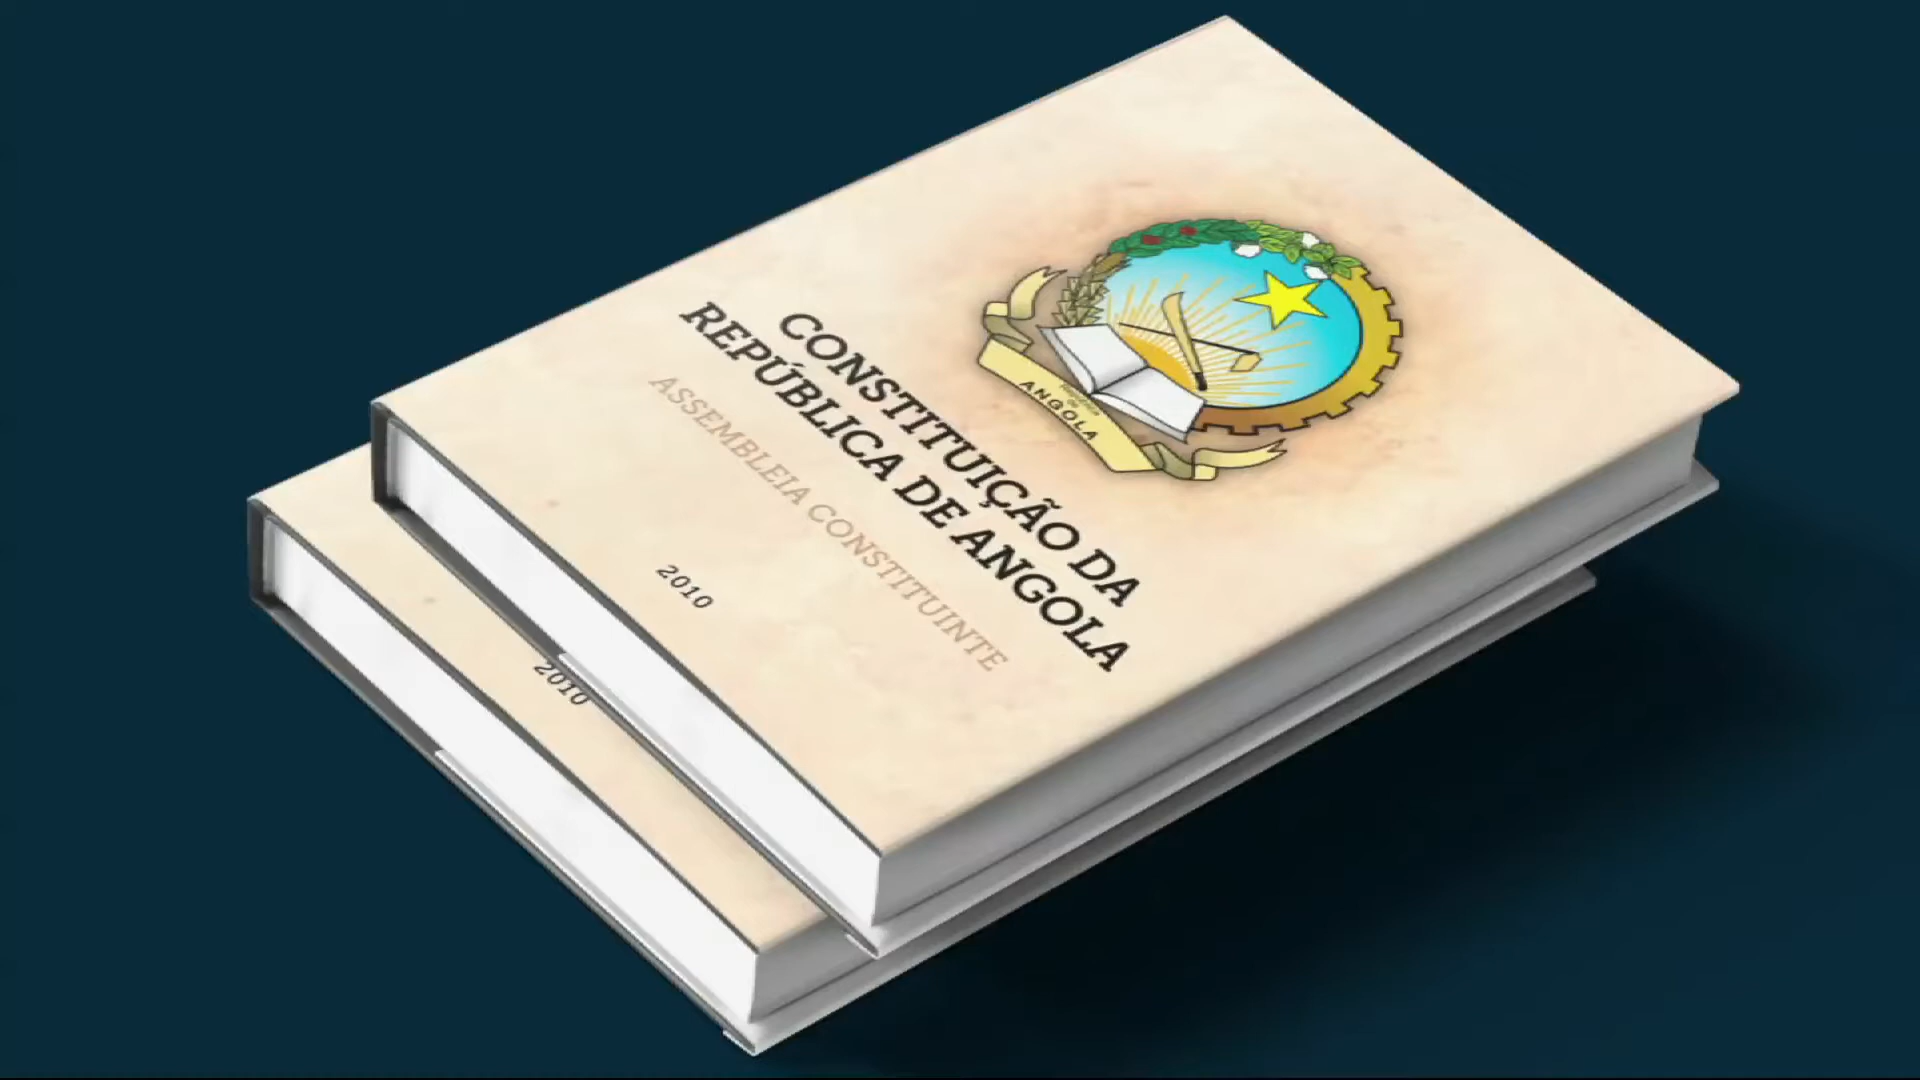 ANGOLA
CONSTITUIÇÃO DA
REPÚBLICA DE ANGOLA
ASSEMBLEIA CONSTITUINTE
2010
2010